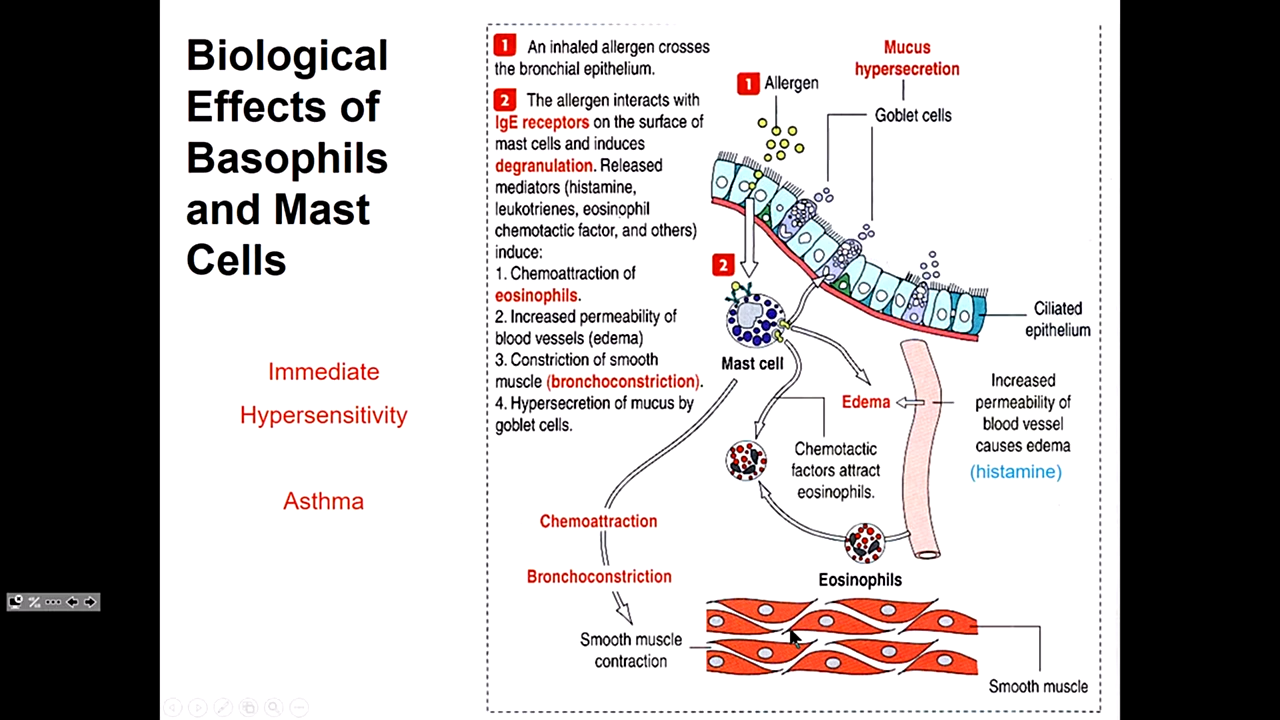 Biological
Effects of
Basophils
and Mast
Cells
Immediate
Hypersensitivity
Asthma
1 An inhaled allergen crosses
the bronchial epithelium.
2 The allergen interacts with
IgE receptors on the surface of
mast cells and induces
degranulation. Released
mediators (histamine,
leukotrienes, eosinophil
chemotactic factor, and others)
induce:
1. Chemoattraction of
eosinophils.
2. Increased permeability of
blood vessels (edema)
3. Constriction of smooth
muscle (bronchoconstriction).
4. Hypersecretion of mucus by
goblet cells.
Mucus
hypersecretion
1 Allergen
Goblet cells
2
Ciliated
epithelium
Mast cell
Edema
Increased
permeability of
blood vessel
causes edema
(histamine)
Chemotactic
factors attract
eosinophils.
Chemoattraction
Bronchoconstriction
Eosinophils
Smooth muscle
contraction
Smooth muscle